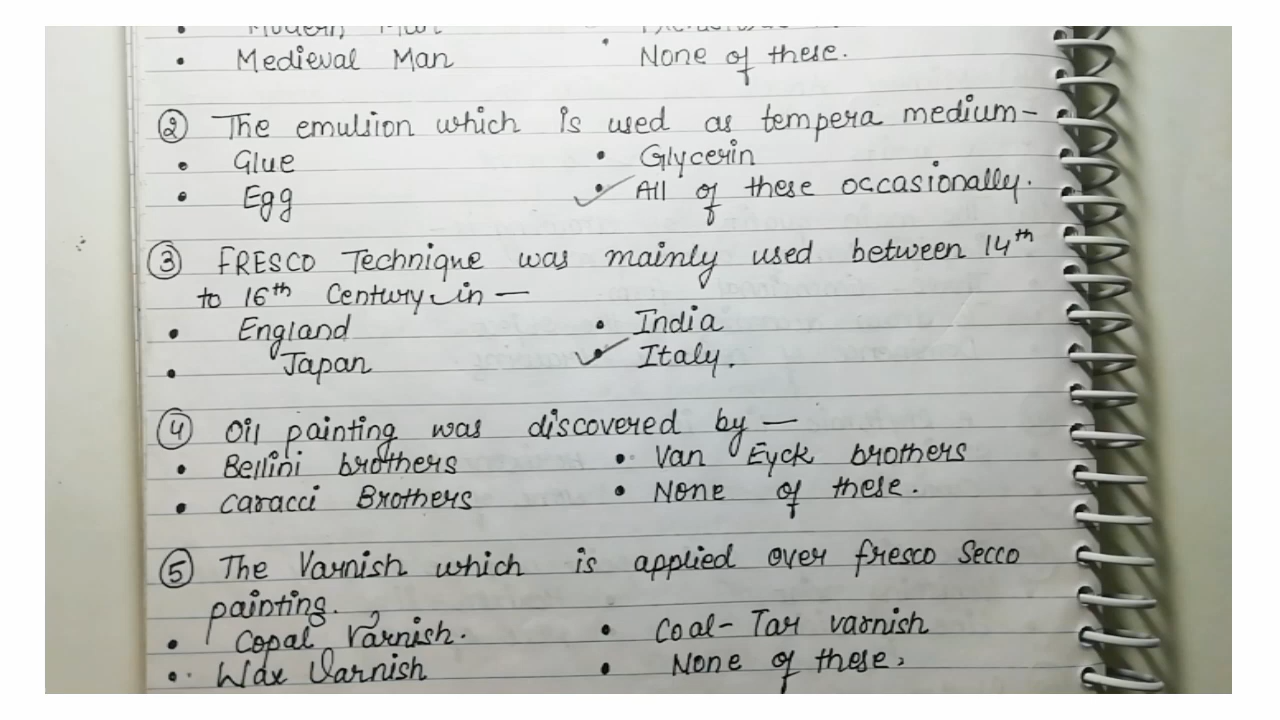 Medieval Man None of these.
② The emulsion which is used as tempera medium-
Glue Glycerin
Egg All of these occasionally.
③ FRESCO Technique was mainly used between 14th
to 16th Century in —
England India
Japan Italy.
④ Oil painting was discovered by —
Bellini brothers Van Eyck brothers
Caracci Brothers None of these.
⑤ The Varnish which is applied over fresco Secco
painting.
Copal Varnish. Coal-Tar varnish
Wax Varnish None of these.